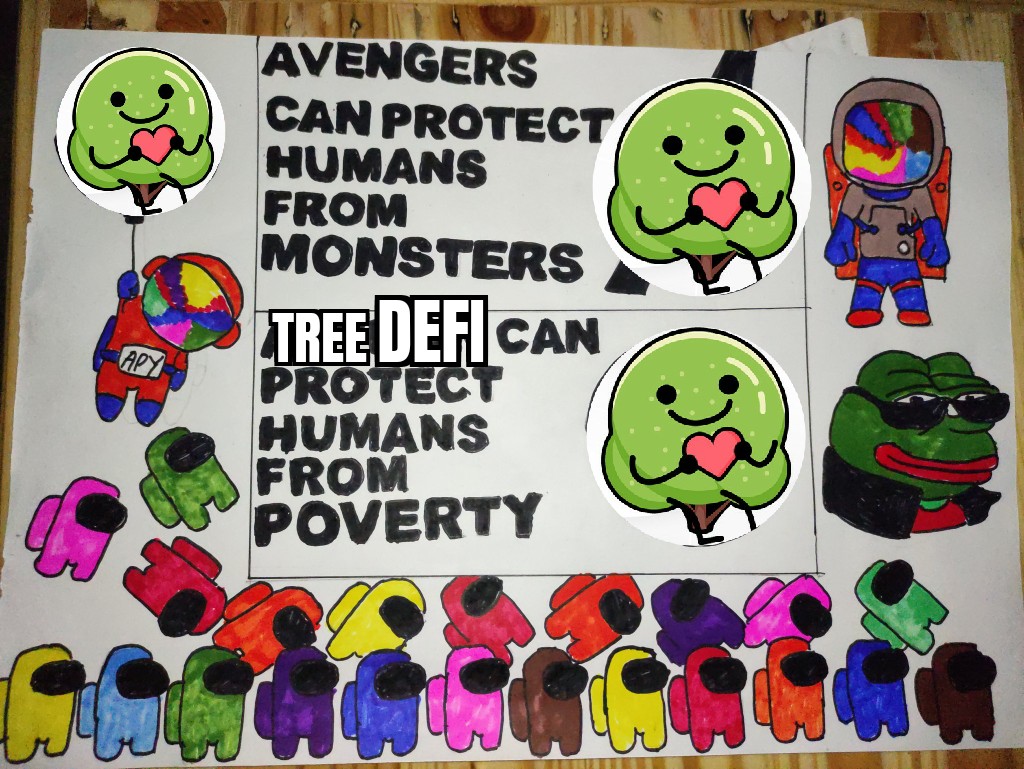 AVENGERS
CAN PROTECT
HUMANS
FROM
MONSTERS
TREE DEFI CAN
PROTECT
HUMANS
FROM
POVERTY
APY